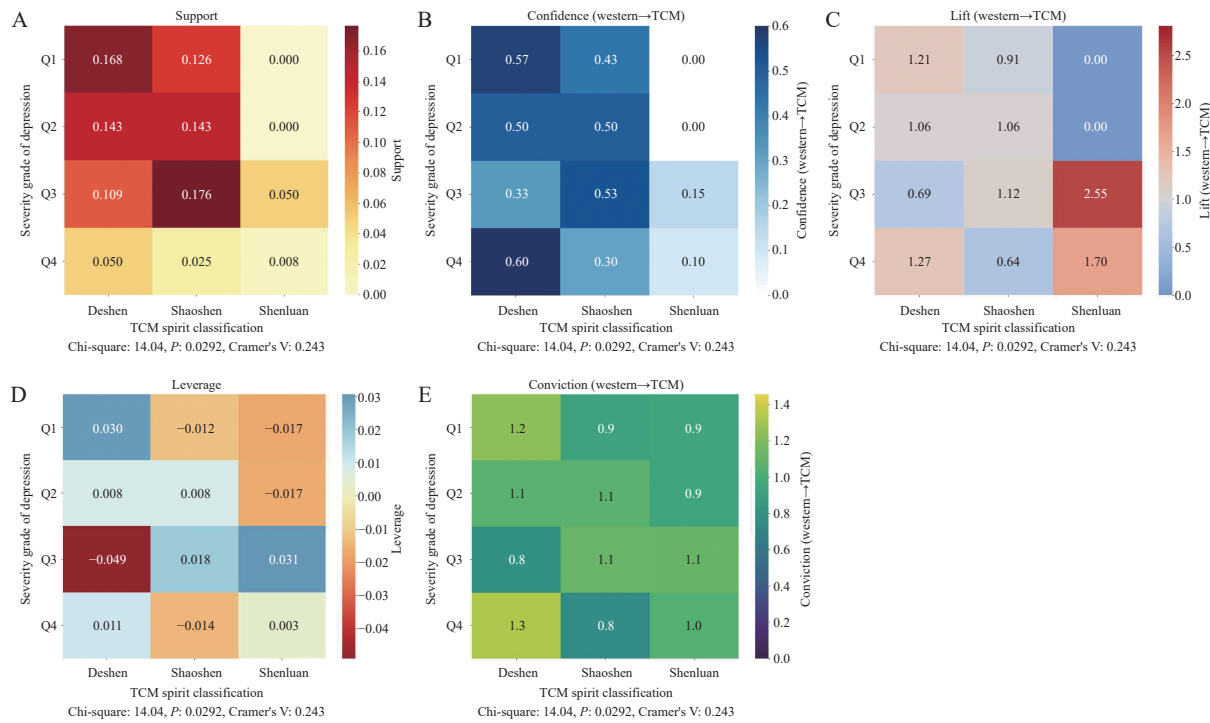 A
Support
Severity grade of depression
Q1
0.168
0.126
0.000
Q2
0.143
0.143
0.000
Q3
0.109
0.176
0.050
Q4
0.050
0.025
0.008
Deshen
Shaoshen
Shenluan
TCM spirit classification
Chi-square: 14.04, P: 0.0292, Cramer's V: 0.243
0.16
0.14
0.12
0.10
0.08
0.06
0.04
0.02
0.00
Support
B
Confidence (western→TCM)
Severity grade of depression
Q1
0.57
0.43
0.00
Q2
0.50
0.50
0.00
Q3
0.33
0.53
0.15
Q4
0.60
0.30
0.10
Deshen
Shaoshen
Shenluan
TCM spirit classification
Chi-square: 14.04, P: 0.0292, Cramer's V: 0.243
0.6
0.5
0.4
0.3
0.2
0.1
0.0
Confidence (western→TCM)
C
Lift (western→TCM)
Severity grade of depression
Q1
1.21
0.91
0.00
Q2
1.06
1.06
0.00
Q3
0.69
1.12
2.55
Q4
1.27
0.64
1.70
Deshen
Shaoshen
Shenluan
TCM spirit classification
Chi-square: 14.04, P: 0.0292, Cramer's V: 0.243
2.5
2.0
1.5
1.0
0.5
0.0
Lift (western→TCM)
D
Leverage
Severity grade of depression
Q1
0.030
−0.012
−0.017
Q2
0.008
0.008
−0.017
Q3
−0.049
0.018
0.031
Q4
0.011
−0.014
0.003
Deshen
Shaoshen
Shenluan
TCM spirit classification
Chi-square: 14.04, P: 0.0292, Cramer's V: 0.243
0.03
0.02
0.01
0.00
−0.01
−0.02
−0.03
−0.04
Leverage
E
Conviction (western→TCM)
Severity grade of depression
Q1
1.2
0.9
0.9
Q2
1.1
1.1
0.9
Q3
0.8
1.1
1.1
Q4
1.3
0.8
1.0
Deshen
Shaoshen
Shenluan
TCM spirit classification
Chi-square: 14.04, P: 0.0292, Cramer's V: 0.243
1.4
1.2
1.0
0.8
0.6
0.4
0.2
0.0
Conviction (western→TCM)